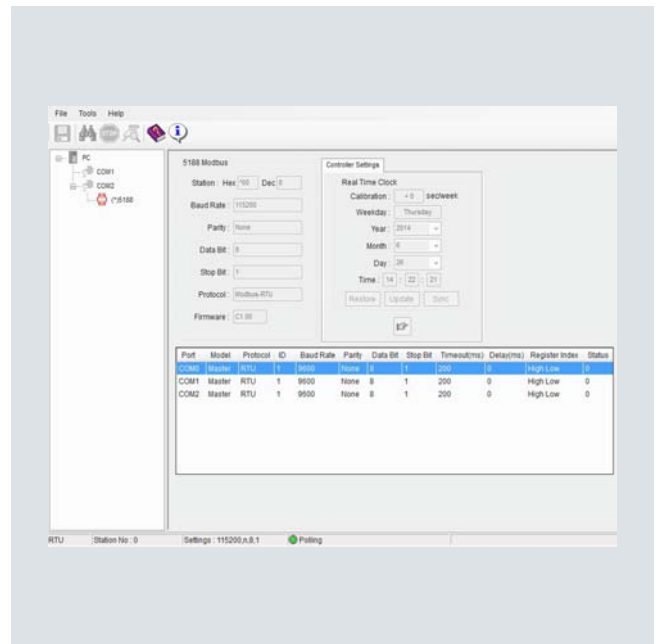 File Tools Help
PC
COM1
COM2
(*)5188
5188 Modbus
Station : Hex *00 Dec 0
Baud Rate : 115200
Parity : None
Data Bit : 8
Stop Bit : 1
Protocol : Modbus-RTU
Firmware : C1.00
Controller Settings
Real Time Clock
Calibration : + 0 sec/week
Weekday : Thursday
Year : 2014
Month : 6
Day : 26
Time : 14 : 22 : 21
Restore Update Sync
Port Model Protocol ID Baud Rate Parity Data Bit Stop Bit Timeout(ms) Delay(ms) Register Index Status
COM0 Master RTU 1 9600 None 8 1 200 0 High Low 0
COM1 Master RTU 1 9600 None 8 1 200 0 High Low 0
COM2 Master RTU 1 9600 None 8 1 200 0 High Low 0
RTU Station No : 0 Settings : 115200,n,8,1 Polling